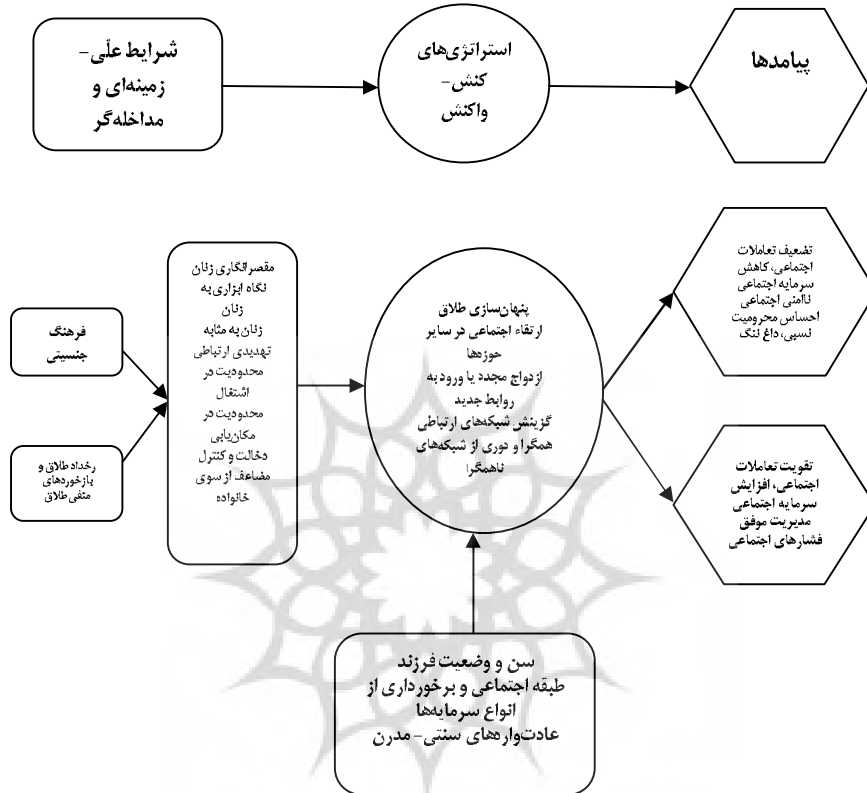 شرایط علّی-
زمینه‌ای و
مداخله‌گر
استراتژی‌های
کنش-
واکنش
پیامدها
فرهنگ
جنسیتی
رخداد طلاق و
بازخوردهای
منفی طلاق
مقصرانگاری زنان
نگاه ابزاری به
زنان
زنان به مثابه
تهدیدی ارتباطی
محدودیت در
اشتغال
محدودیت در
مکان‌یابی
دخالت و کنترل
مضاعف از سوی
خانواده
پنهان‌سازی طلاق
ارتقاء اجتماعی در سایر
حوزه‌ها
ازدواج مجدد یا ورود به
روابط جدید
گزینش شبکه‌های ارتباطی
همگرا و دوری از شبکه‌های
ناهمگرا
تضعیف تعاملات
اجتماعی، کاهش
سرمایه اجتماعی
ناامنی اجتماعی
احساس محرومیت
نسبی، داغ ننگ
تقویت تعاملات
اجتماعی، افزایش
سرمایه اجتماعی
مدیریت موفق
فشارهای اجتماعی
سن و وضعیت فرزند
طبقه اجتماعی و برخورداری از
انواع سرمایه‌ها
عادت‌واره‌های سنتی- مدرن